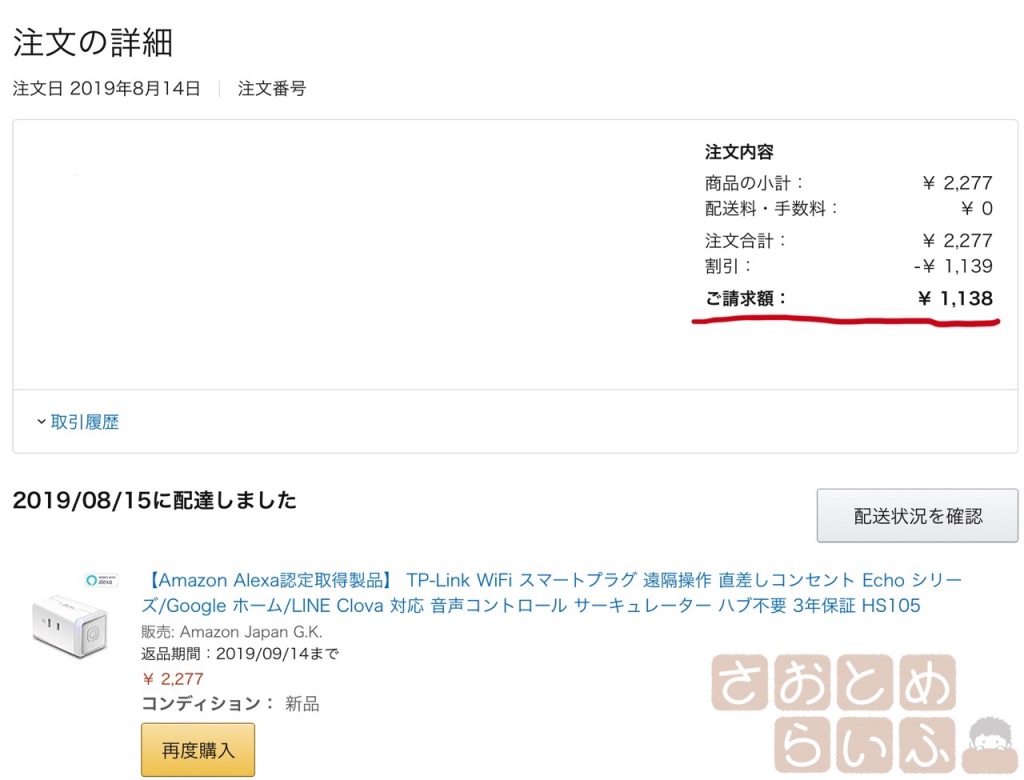 注文の詳細
注文日 2019年8月14日 注文番号
注文内容
商品の小計： ¥ 2,277
配送料・手数料： ¥ 0
注文合計： ¥ 2,277
割引： -¥ 1,139
ご請求額： ¥ 1,138
取引履歴
2019/08/15に配達しました
配送状況を確認
【Amazon Alexa認定取得製品】 TP-Link WiFi スマートプラグ 遠隔操作 直差しコンセント Echo シリー
ズ/Google ホーム/LINE Clova 対応 音声コントロール サーキュレーター ハブ不要 3年保証 HS105
販売: Amazon Japan G.K.
返品期間：2019/09/14まで
¥ 2,277
コンディション： 新品
再度購入
さおとめ
らいふ